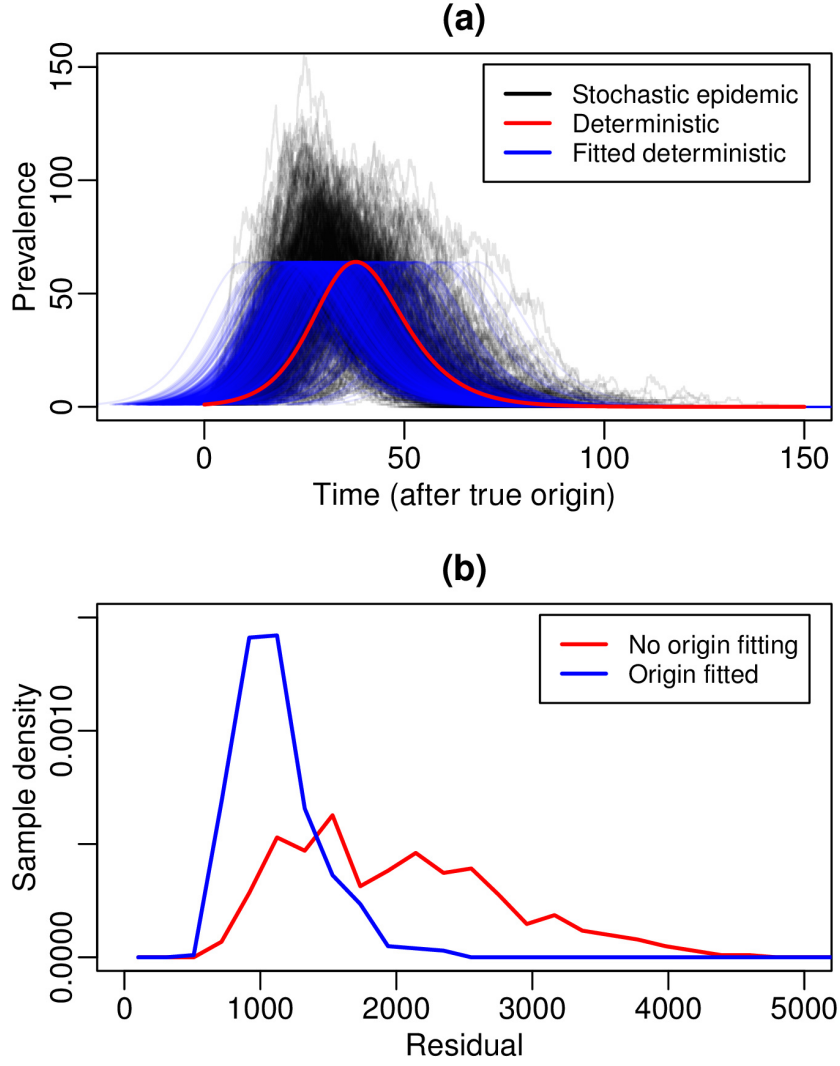 (a)
150
100
50
0
Prevalence
Stochastic epidemic
Deterministic
Fitted deterministic
0 50 100 150
Time (after true origin)
(b)
0.0010
0.0000
Sample density
No origin fitting
Origin fitted
0 1000 2000 3000 4000 5000
Residual